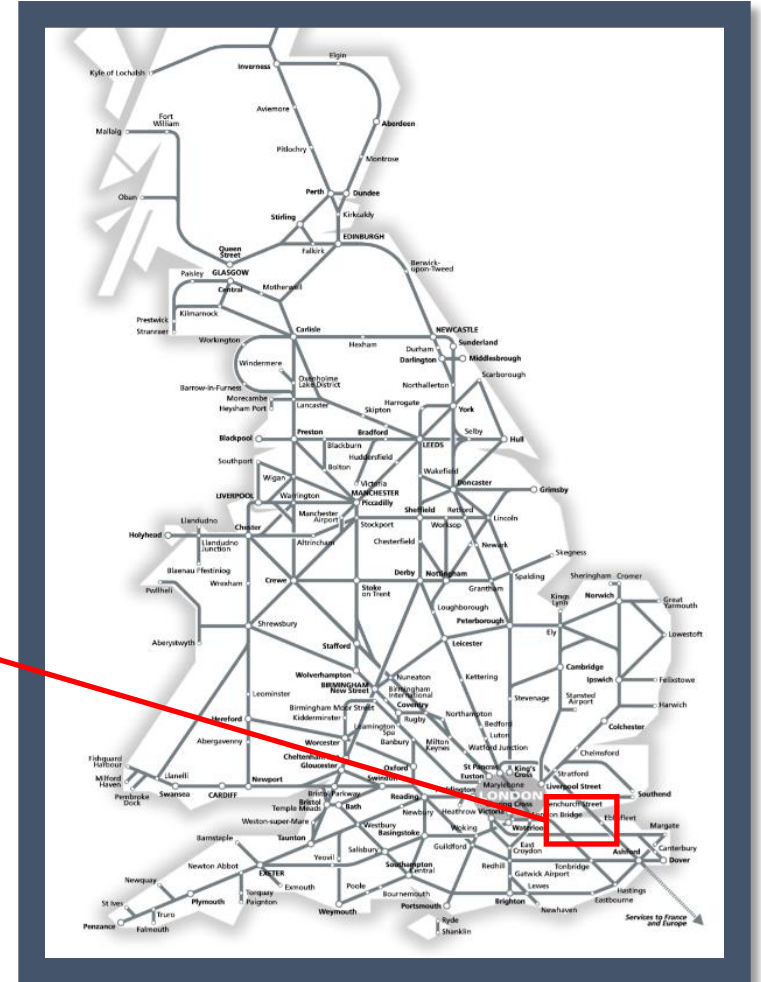 Elgin
Inverness
Kyle of Lochalsh
Aviemore
Fort
William
Mallaig
Aberdeen
Pitlochry
Montrose
Perth
Dundee
Oban
Stirling
Kirkcaldy
EDINBURGH
Queen
Street
Falkirk
Berwick-
upon-Tweed
Paisley
GLASGOW
Central
Motherwell
Prestwick
Kilmarnock
Stranraer
Carlisle
NEWCASTLE
Workington
Hexham
Durham
Sunderland
Darlington
Middlesbrough
Windermere
Scarborough
Oxenholme
Lake District
Barrow-in-Furness
Northallerton
Morecambe
Lancaster
Harrogate
Heysham Port
Skipton
York
Blackpool
Preston
Bradford
Selby
Blackburn
LEEDS
Hull
Huddersfield
Southport
Bolton
Wakefield
Wigan
Victoria
Doncaster
MANCHESTER
Piccadilly
Grimsby
LIVERPOOL
Warrington
Manchester
Airport
Sheffield
Retford
Llandudno
Chester
Stockport
Worksop
Lincoln
Holyhead
Llandudno
Junction
Altrincham
Chesterfield
Newark
Skegness
Blaenau Ffestiniog
Derby
Nottingham
Sheringham
Cromer
Pwllheli
Wrexham
Crewe
Stoke
on Trent
Grantham
Spalding
Kings
Lynn
Norwich
Great
Yarmouth
Loughborough
Peterborough
Shrewsbury
Ely
Lowestoft
Aberystwyth
Stafford
Leicester
Wolverhampton
Cambridge
BIRMINGHAM
New Street
Nuneaton
Kettering
Ipswich
Felixstowe
Birmingham
International
Leominster
Stevenage
Stansted
Airport
Birmingham Moor Street
Coventry
Harwich
Kidderminster
Rugby
Northampton
Hereford
Leamington
Spa
Bedford
Colchester
Abergavenny
Worcester
Banbury
Milton
Keynes
Luton
Watford Junction
Chelmsford
Fishguard
Harbour
Cheltenham
Gloucester
Oxford
St Pancras
King's
Cross
Llanelli
Euston
Stratford
Milford
Haven
Newport
Swindon
Marylebone
Liverpool Street
Pembroke
Dock
Swansea
CARDIFF
Bristol Parkway
Reading
LONDON
Southend
Bristol
Temple Meads
Bath
Newbury
Heathrow
Victoria
Fenchurch Street
Weston-super-Mare
Westbury
Waterloo
Margate
Barnstaple
Taunton
Basingstoke
Woking
East
Croydon
Canterbury
Salisbury
Guildford
Ashford
Yeovil
Redhill
Tonbridge
Dover
Newton Abbot
EXETER
Southampton
Central
Gatwick Airport
Newquay
Exmouth
Poole
Lewes
Hastings
Torquay
Bournemouth
Eastbourne
St Ives
Plymouth
Paignton
Portsmouth
Brighton
Newhaven
Truro
Weymouth
Penzance
Falmouth
Ryde
Shanklin
Services to France
and Europe